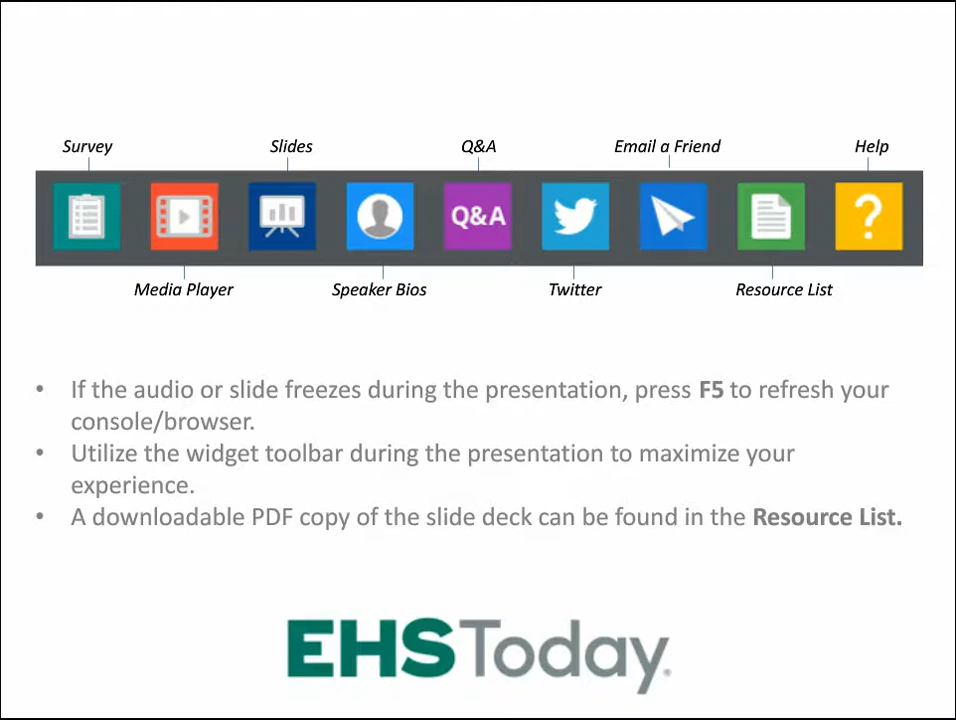 Survey
Slides
Q&A
Email a Friend
Help
Q&A
?
Media Player
Speaker Bios
Twitter
Resource List
• If the audio or slide freezes during the presentation, press F5 to refresh your
console/browser.
• Utilize the widget toolbar during the presentation to maximize your
experience.
• A downloadable PDF copy of the slide deck can be found in the Resource List.
EHSToday®